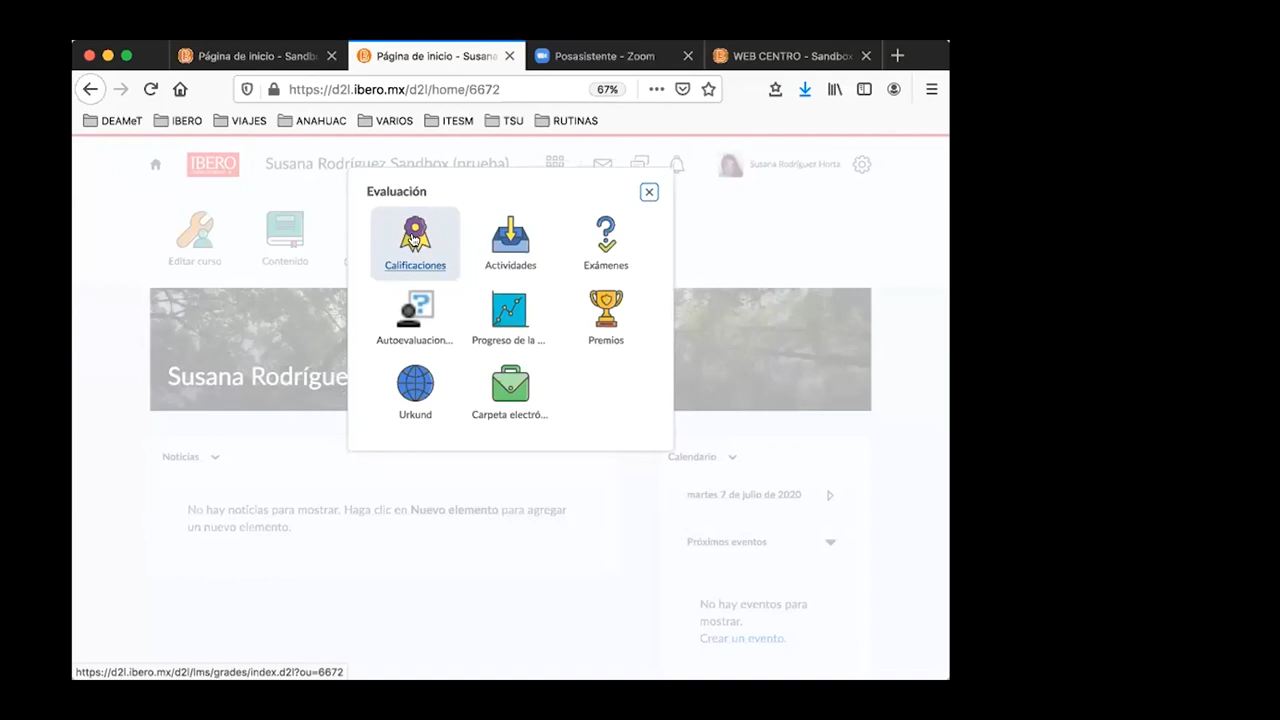 Página de inicio - Sandb
Página de inicio - Susana
Posasistente - Zoom
WEB CENTRO - Sandbox
https://d2l.ibero.mx/d2l/home/6672
67%
DEAMeT
IBERO
VIAJES
ANAHUAC
VARIOS
ITESM
TSU
RUTINAS
IBERO
Susana Rodríguez Sandbox (prueba)
Susana Rodríguez Horta
Editar curso
Contenido
Evaluación
Calificaciones
Actividades
Exámenes
Autoevaluacion...
Progreso de la ...
Premios
Urkund
Carpeta electró...
Susana Rodrígue
Noticias
No hay noticias para mostrar. Haga clic en Nuevo elemento para agregar
un nuevo elemento.
Calendario
martes 7 de julio de 2020
Próximos eventos
No hay eventos para
mostrar.
Crear un evento.
https://d2l.ibero.mx/d2l/lms/grades/index.d2l?ou=6672